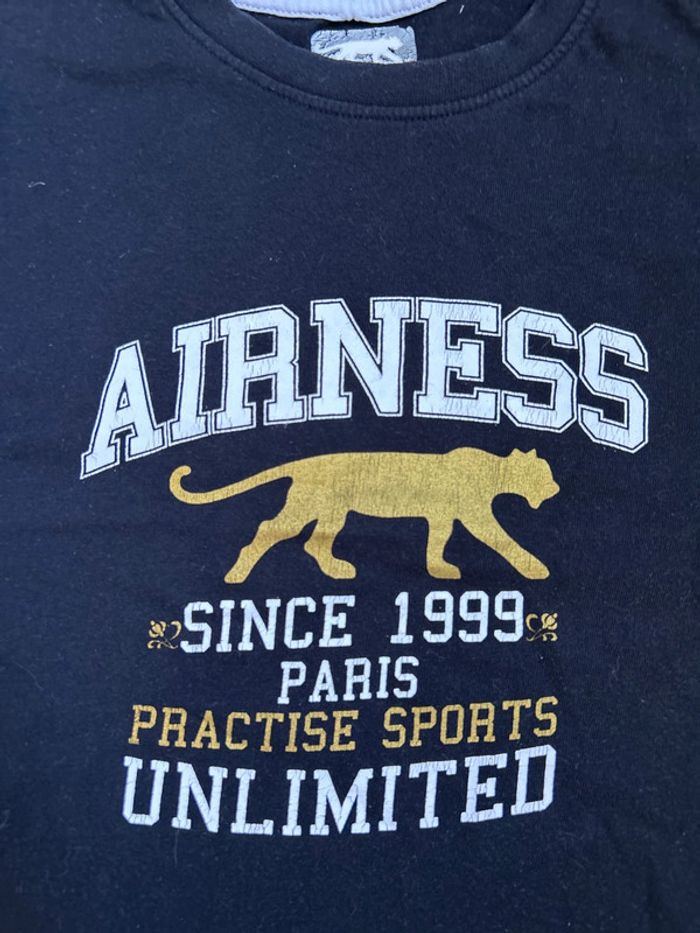 AIRNESS
SINCE 1999
PARIS
PRACTISE SPORTS
UNLIMITED